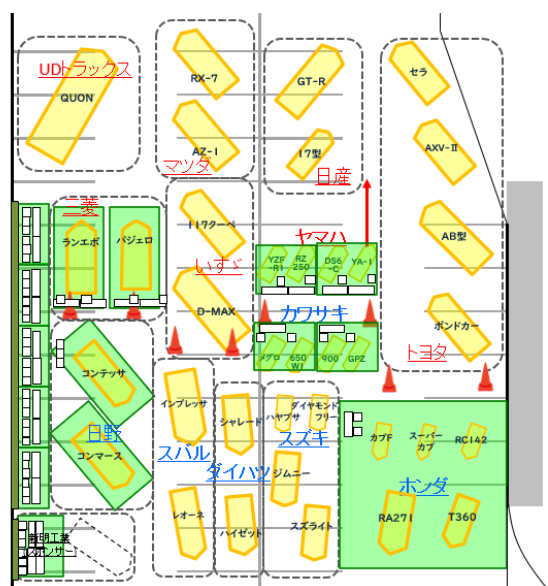 UDトラックス
QUON
RX-7
AZ-1
マツダ
GT-R
17型
日産
セラ
AXV-Ⅱ
AB型
ボンドカー
トヨタ
三菱
ランエボ
パジェロ
117クーペ
いすゞ
D-MAX
ヤマハ
YZF
-R1
RZ
250
DS6
-C
YA-1
カワサキ
メグロ
650
W1
900
GPZ
コンテッサ
日野
コンマース
インプレッサ
スバル
レオーネ
シャレード
ダイハツ
ハイゼット
ハヤブサ
ダイヤモンド
フリー
スズキ
ジムニー
スズライト
カブF
スーパー
カブ
RC142
ホンダ
RA271
T360
新明工業
(スポンサー)